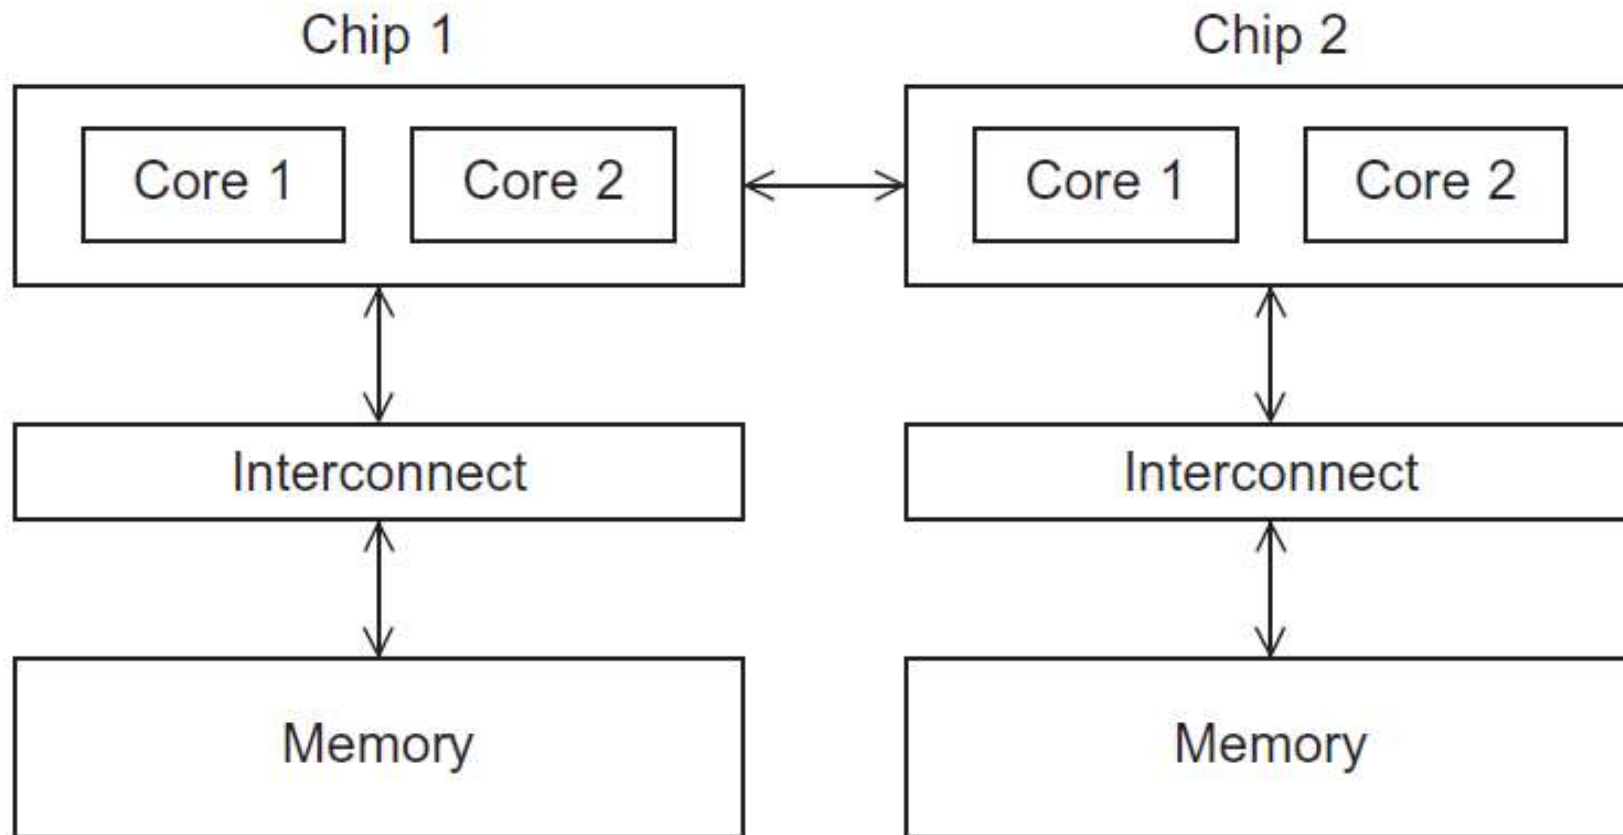 Chip 1
Chip 2
Core 1
Core 2
Core 1
Core 2
Interconnect
Interconnect
Memory
Memory